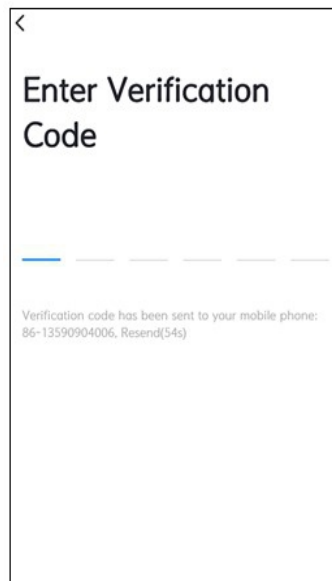 Enter Verification
Code
Verification code has been sent to your mobile phone:
86-13590904006, Resend(54s)